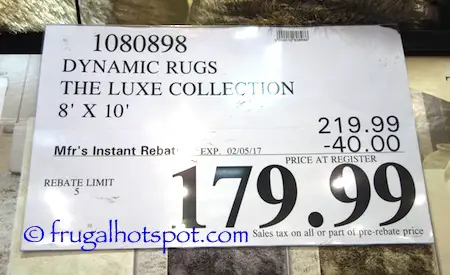 1080898
DYNAMIC RUGS
THE LUXE COLLECTION
8' X 10'
219.99
-40.00
Mfr's Instant Rebat EXP. 02/05/17
PRICE AT REGISTER
REBATE LIMIT
5
179.99
Sales tax on all or part of pre-rebate price
© frugalhotspot.com